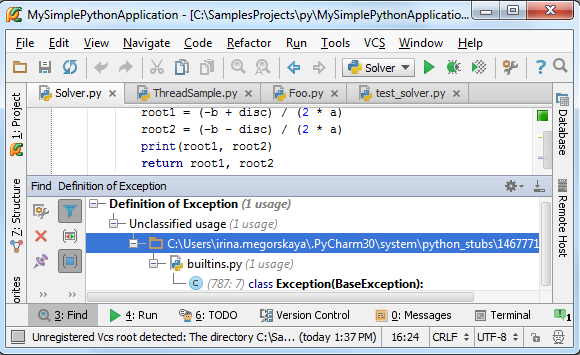 MySimplePythonApplication - [C:\SamplesProjects\py\MySimplePythonApplicatio...
File Edit View Navigate Code Refactor Run Tools VCS Window Help
Solver
Solver.py ThreadSample.py Foo.py test_solver.py
1: Project
Z: Structure
Database
Remote Host
root1 = (-b + disc) / (2 * a)
root2 = (-b - disc) / (2 * a)
print(root1, root2)
return root1, root2
Find Definition of Exception
Definition of Exception (1 usage)
Unclassified usage (1 usage)
C:\Users\irina.megorskaya\.PyCharm30\system\python_stubs\1467771
builtins.py (1 usage)
(787: 7) class Exception(BaseException):
3: Find 4: Run 6: TODO Version Control 0: Messages Terminal 1
Unregistered Vcs root detected: The directory C:\Sa... (today 1:37 PM) 16:24 CRLF UTF-8